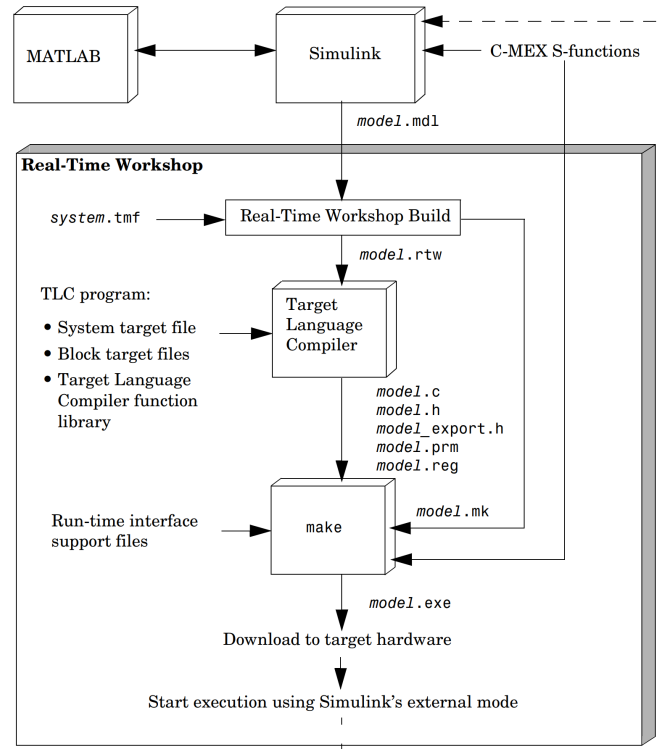 MATLAB
Simulink
C-MEX S-functions
model.mdl
Real-Time Workshop
system.tmf
Real-Time Workshop Build
model.rtw
TLC program:
• System target file
• Block target files
• Target Language
Compiler function
library
Target
Language
Compiler
model.c
model.h
model_export.h
model.prm
model.reg
Run-time interface
support files
make
model.mk
model.exe
Download to target hardware
Start execution using Simulink's external mode